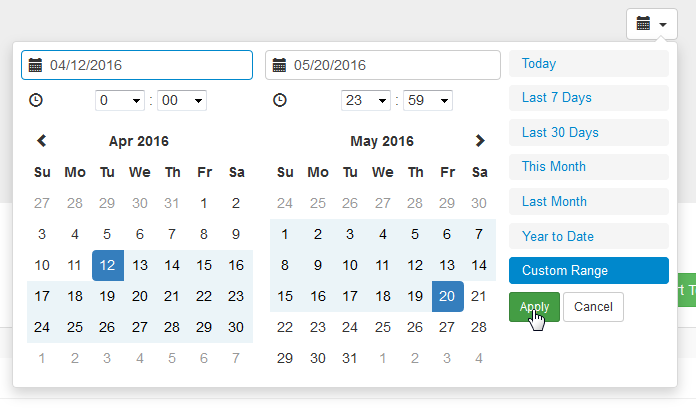 04/12/2016
0 : 00
Apr 2016
Su Mo Tu We Th Fr Sa
27 28 29 30 31 1 2
3 4 5 6 7 8 9
10 11 12 13 14 15 16
17 18 19 20 21 22 23
24 25 26 27 28 29 30
1 2 3 4 5 6 7
05/20/2016
23 : 59
May 2016
Su Mo Tu We Th Fr Sa
24 25 26 27 28 29 30
1 2 3 4 5 6 7
8 9 10 11 12 13 14
15 16 17 18 19 20 21
22 23 24 25 26 27 28
29 30 31 1 2 3 4
Today
Last 7 Days
Last 30 Days
This Month
Last Month
Year to Date
Custom Range
Apply Cancel